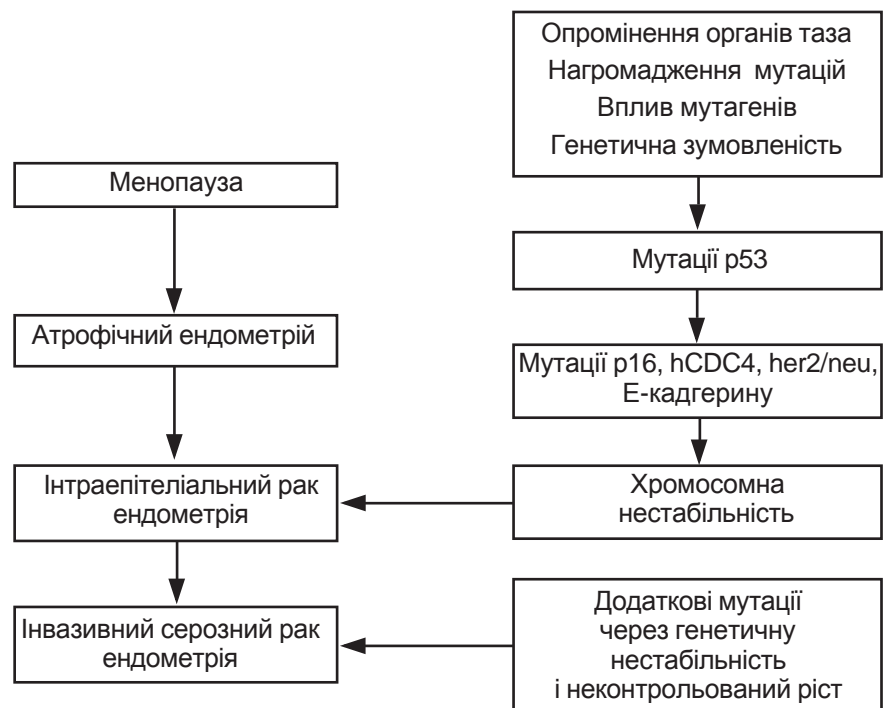 Опромінення органів таза
Нагромадження мутацій
Вплив мутагенів
Генетична зумовленість
Менопауза
Мутації p53
Атрофічний ендометрій
Мутації p16, hCDC4, her2/neu,
Е-кадгерину
Інтраепітеліальний рак
ендометрія
Хромосомна
нестабільність
Інвазивний серозний рак
ендометрія
Додаткові мутації
через генетичну
нестабільність
і неконтрольований ріст